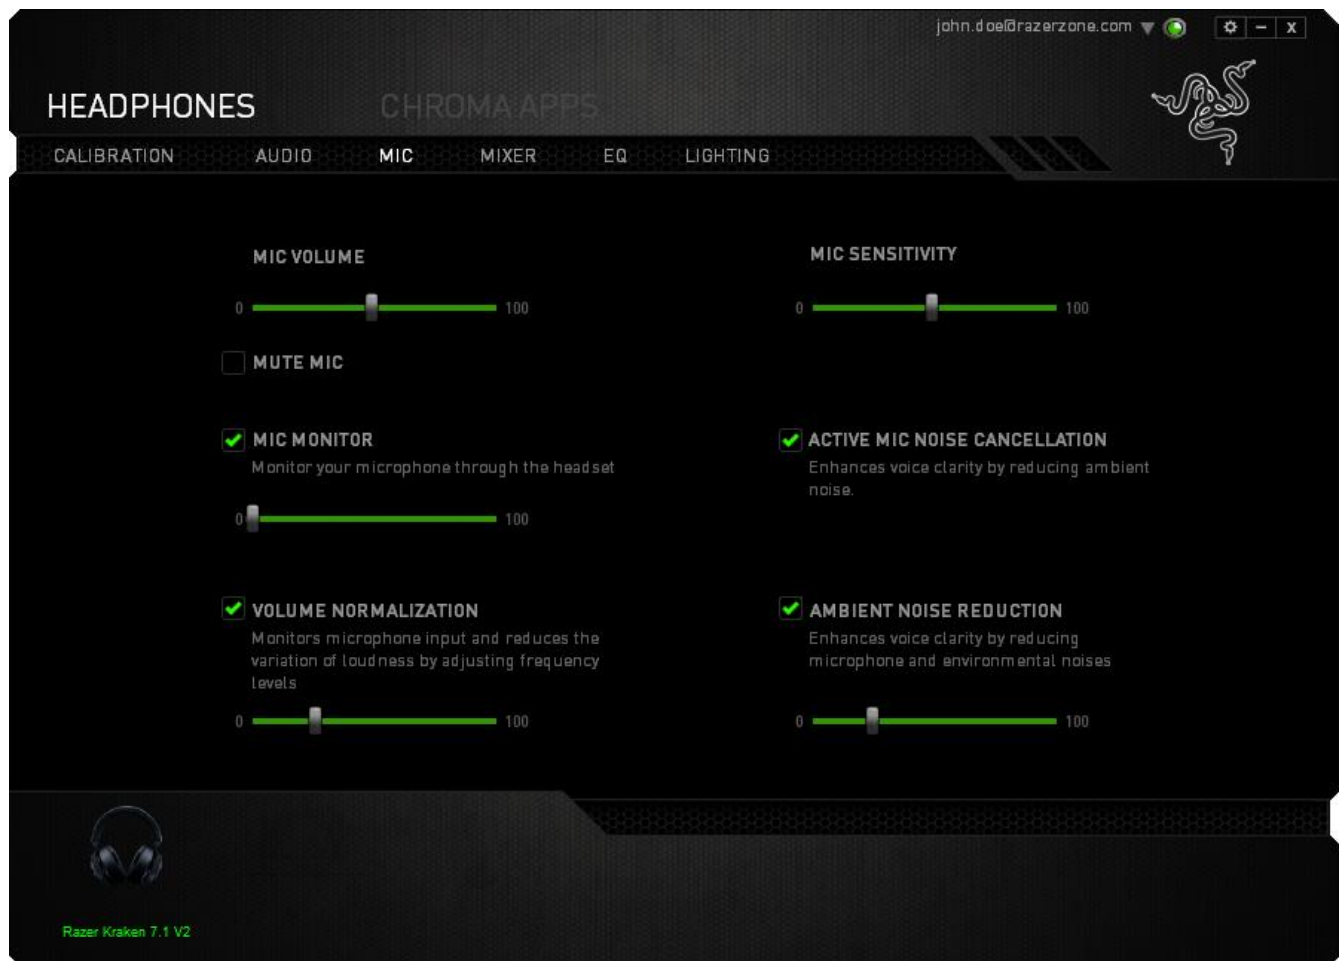 john.doe@razerzone.com
X
HEADPHONES CHROMA APPS
CALIBRATION AUDIO MIC MIXER EQ LIGHTING
MIC VOLUME
0 100
MUTE MIC
MIC MONITOR
Monitor your microphone through the headset
0 100
VOLUME NORMALIZATION
Monitors microphone input and reduces the
variation of loudness by adjusting frequency
levels
0 100
MIC SENSITIVITY
0 100
ACTIVE MIC NOISE CANCELLATION
Enhances voice clarity by reducing ambient
noise.
AMBIENT NOISE REDUCTION
Enhances voice clarity by reducing
microphone and environmental noises
0 100
Razer Kraken 7.1 V2